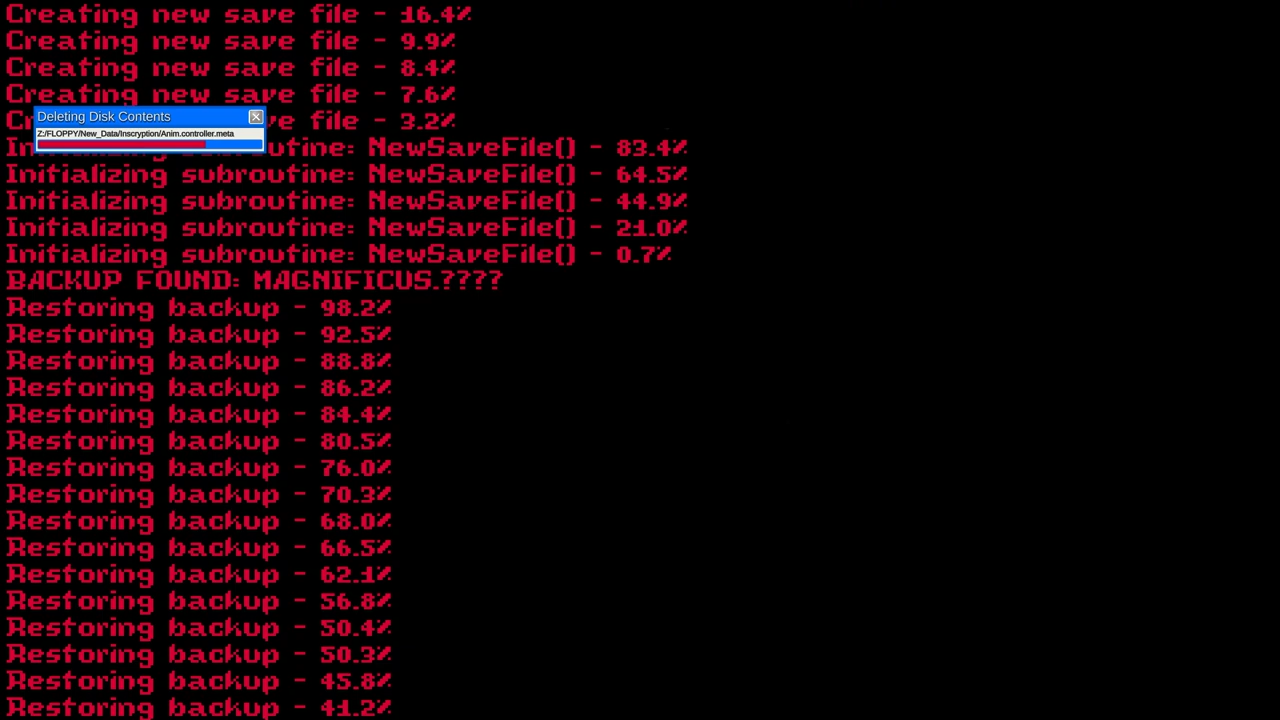 Creating new save file - 16.4%
Creating new save file - 9.9%
Creating new save file - 8.4%
Creating new save file - 7.6%
Deleting Disk Contents
Z:/FLOPPY/New_Data/Inscryption/Anim.controller.meta
file - 3.2%
NewSaveFile() - 83.4%
Initializing subroutine: NewSaveFile() - 64.5%
Initializing subroutine: NewSaveFile() - 44.9%
Initializing subroutine: NewSaveFile() - 21.0%
Initializing subroutine: NewSaveFile() - 0.7%
BACKUP FOUND: MAGNIFICUS.????
Restoring backup - 98.2%
Restoring backup - 92.5%
Restoring backup - 88.8%
Restoring backup - 86.2%
Restoring backup - 84.4%
Restoring backup - 80.5%
Restoring backup - 76.0%
Restoring backup - 70.3%
Restoring backup - 68.0%
Restoring backup - 66.5%
Restoring backup - 62.1%
Restoring backup - 56.8%
Restoring backup - 50.4%
Restoring backup - 50.3%
Restoring backup - 45.8%
Restoring backup - 41.2%